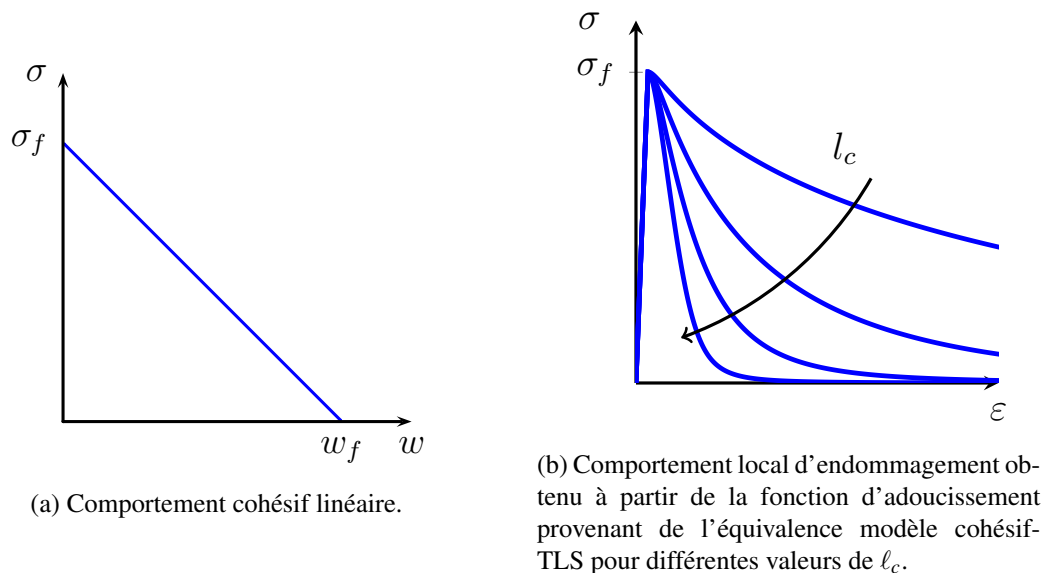 σ
σ_f
w_f
w
(a) Comportement cohésif linéaire.
σ
σ_f
l_c
ε
(b) Comportement local d'endommagement ob-
tenu à partir de la fonction d'adoucissement
provenant de l'équivalence modèle cohésif-
TLS pour différentes valeurs de ℓ_c.